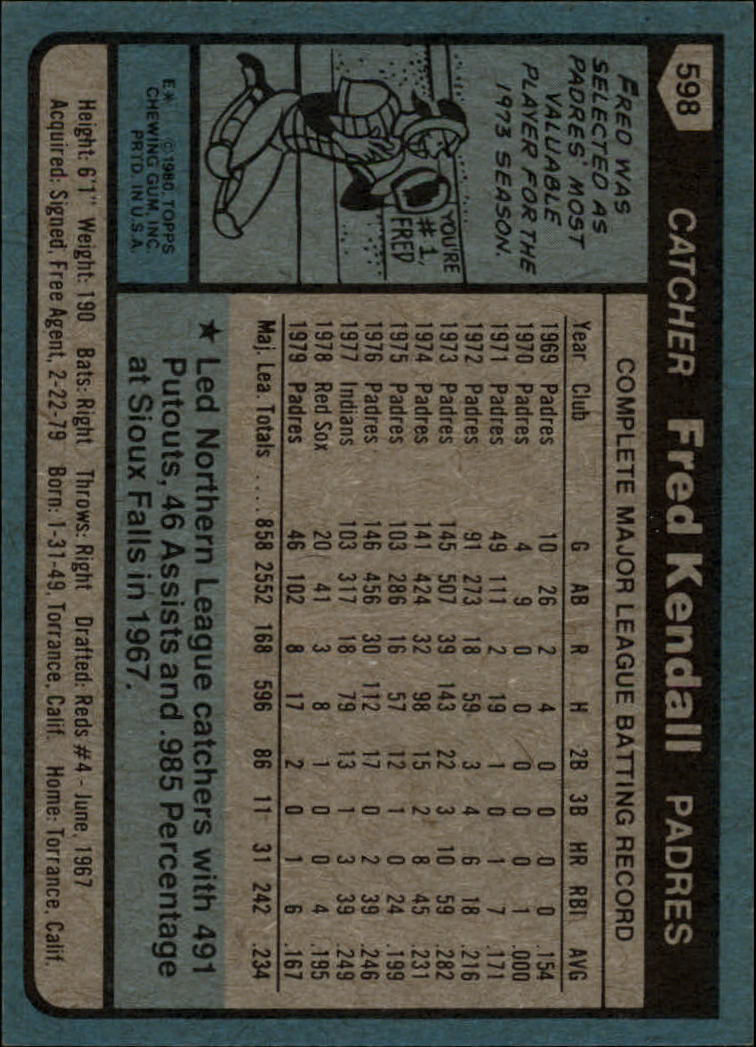 598
CATCHER Fred Kendall PADRES
FRED WAS
SELECTED AS
PADRES' MOST
VALUABLE
PLAYER FOR THE
1973 SEASON.
YOU'RE
#1,
FRED
E* ©1980, TOPPS
CHEWING GUM, INC.
PRTD. IN U.S.A.
COMPLETE MAJOR LEAGUE BATTING RECORD
Year Club G AB R H 2B 3B HR RBI AVG
1969 Padres 10 26 2 4 0 0 0 0 .154
1970 Padres 4 9 0 0 0 0 0 1 .000
1971 Padres 49 111 2 19 1 0 1 7 .171
1972 Padres 91 273 18 59 3 4 6 18 .216
1973 Padres 145 507 39 143 22 3 10 59 .282
1974 Padres 141 424 32 98 15 2 8 45 .231
1975 Padres 103 286 16 57 12 1 0 24 .199
1976 Padres 146 456 30 112 17 0 2 39 .246
1977 Indians 103 317 18 79 13 1 3 39 .249
1978 Red Sox 20 41 3 8 1 0 0 4 .195
1979 Padres 46 102 8 17 2 0 1 6 .167
Maj. Lea. Totals .... 858 2552 168 596 86 11 31 242 .234
★ Led Northern League catchers with 491
Putouts, 46 Assists and .985 Percentage
at Sioux Falls in 1967.
Height: 6'1" Weight: 190 Bats: Right Throws: Right Drafted: Reds #4 - June, 1967
Acquired: Signed, Free Agent, 2-22-79 Born: 1-31-49, Torrance, Calif. Home: Torrance, Calif.